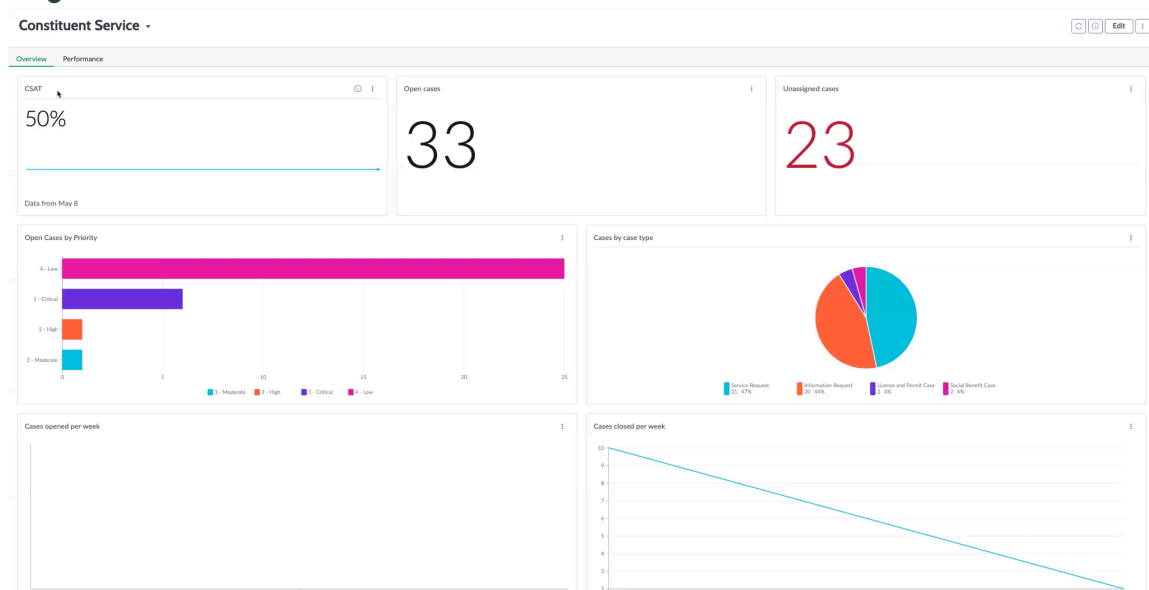 Constituent Service
Edit
Overview Performance
CSAT
50%
Data from May 8
Open cases
33
Unassigned cases
23
Open Cases by Priority
4 - Low
1 - Critical
2 - High
3 - Moderate
0 5 10 15 20 25
3 - Moderate 2 - High 1 - Critical 4 - Low
Cases by case type
Service Request
21 47%
Information Request
20 44%
License and Permit Case
2 4%
Social Benefit Case
2 4%
Cases opened per week
Cases closed per week
10
9
8
7
6
5
4
3